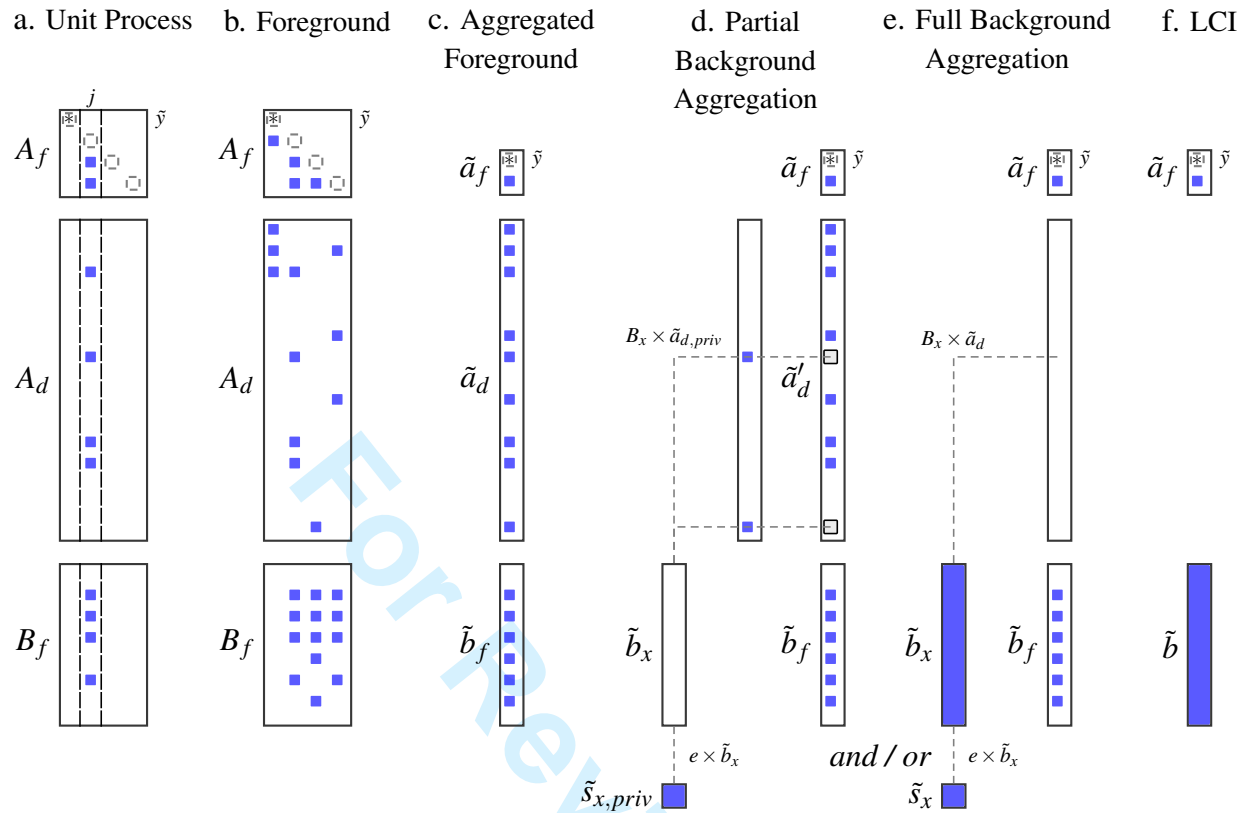 a. Unit Process
b. Foreground
c. Aggregated
Foreground
d. Partial
Background
Aggregation
e. Full Background
Aggregation
f. LCI
j
* ỹ
A_f
* ỹ
A_f
ã_f * ỹ
ã_f * ỹ
ã_f * ỹ
ã_f * ỹ
B_x × ã_{d,priv}
B_x × ã_d
A_d
A_d
ã_d
ã′_d
B_f
B_f
b̃_f
b̃_x
b̃_f
b̃_x
b̃_f
b̃
e × b̃_x
and / or
e × b̃_x
s̃_{x,priv}
s̃_x
For Rev